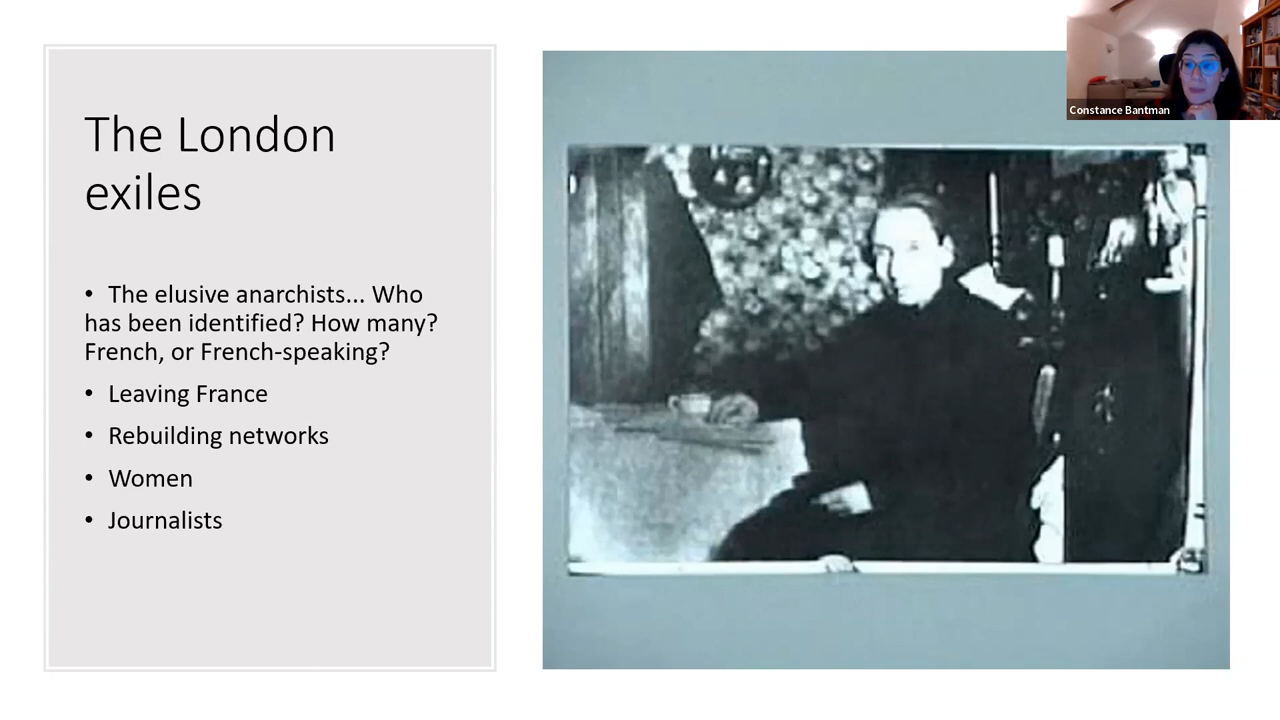 The London
exiles
• The elusive anarchists... Who
has been identified? How many?
French, or French-speaking?
• Leaving France
• Rebuilding networks
• Women
• Journalists
Constance Bantman